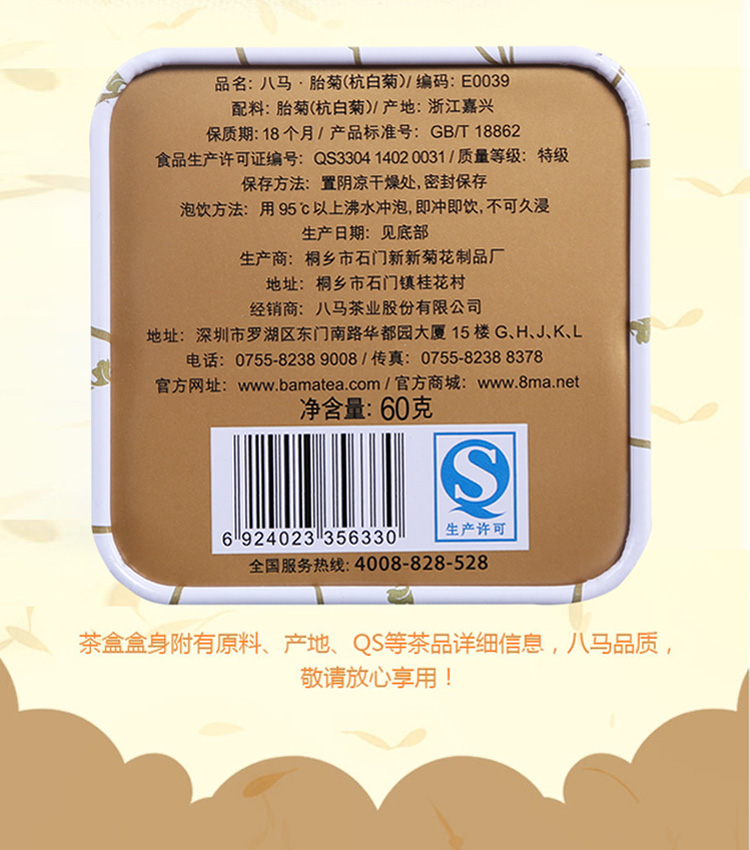 品名: 八马 · 胎菊(杭白菊) / 编码: E0039
配料: 胎菊(杭白菊) / 产地: 浙江嘉兴
保质期: 18 个月 / 产品标准号: GB/T 18862
食品生产许可证编号: QS3304 1402 0031 / 质量等级: 特级
保存方法: 置阴凉干燥处, 密封保存
泡饮方法: 用 95℃以上沸水冲泡, 即冲即饮, 不可久浸
生产日期: 见底部
生产商: 桐乡市石门新新菊花制品厂
地址: 桐乡市石门镇桂花村
经销商: 八马茶业股份有限公司
地址: 深圳市罗湖区东门南路华都园大厦 15 楼 G、H、J、K、L
电话: 0755-8238 9008 / 传真: 0755-8238 8378
官方网址: www.bamatea.com / 官方商城: www.8ma.net
净含量: 60克
S
生产许可
6 924023 356330
全国服务热线: 4008-828-528
茶盒盒身附有原料、产地、QS等茶品详细信息，八马品质，
敬请放心享用！